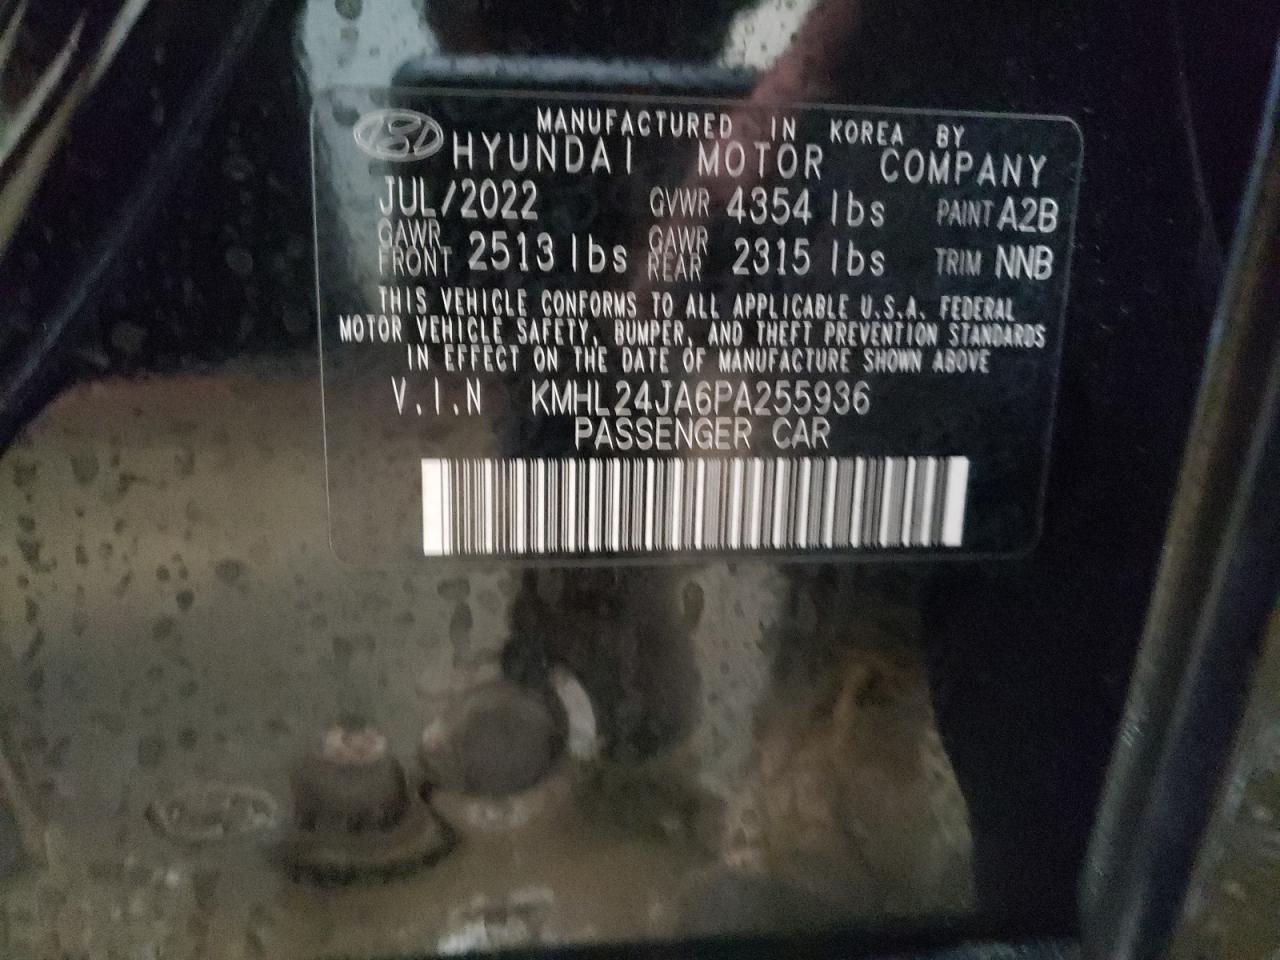 MANUFACTURED IN KOREA BY
HYUNDAI MOTOR COMPANY
JUL/2022 GVWR 4354 lbs PAINT A2B
GAWR FRONT 2513 lbs GAWR REAR 2315 lbs TRIM NNB
THIS VEHICLE CONFORMS TO ALL APPLICABLE U.S.A. FEDERAL
MOTOR VEHICLE SAFETY, BUMPER, AND THEFT PREVENTION STANDARDS
IN EFFECT ON THE DATE OF MANUFACTURE SHOWN ABOVE
V.I.N KMHL24JA6PA255936
PASSENGER CAR